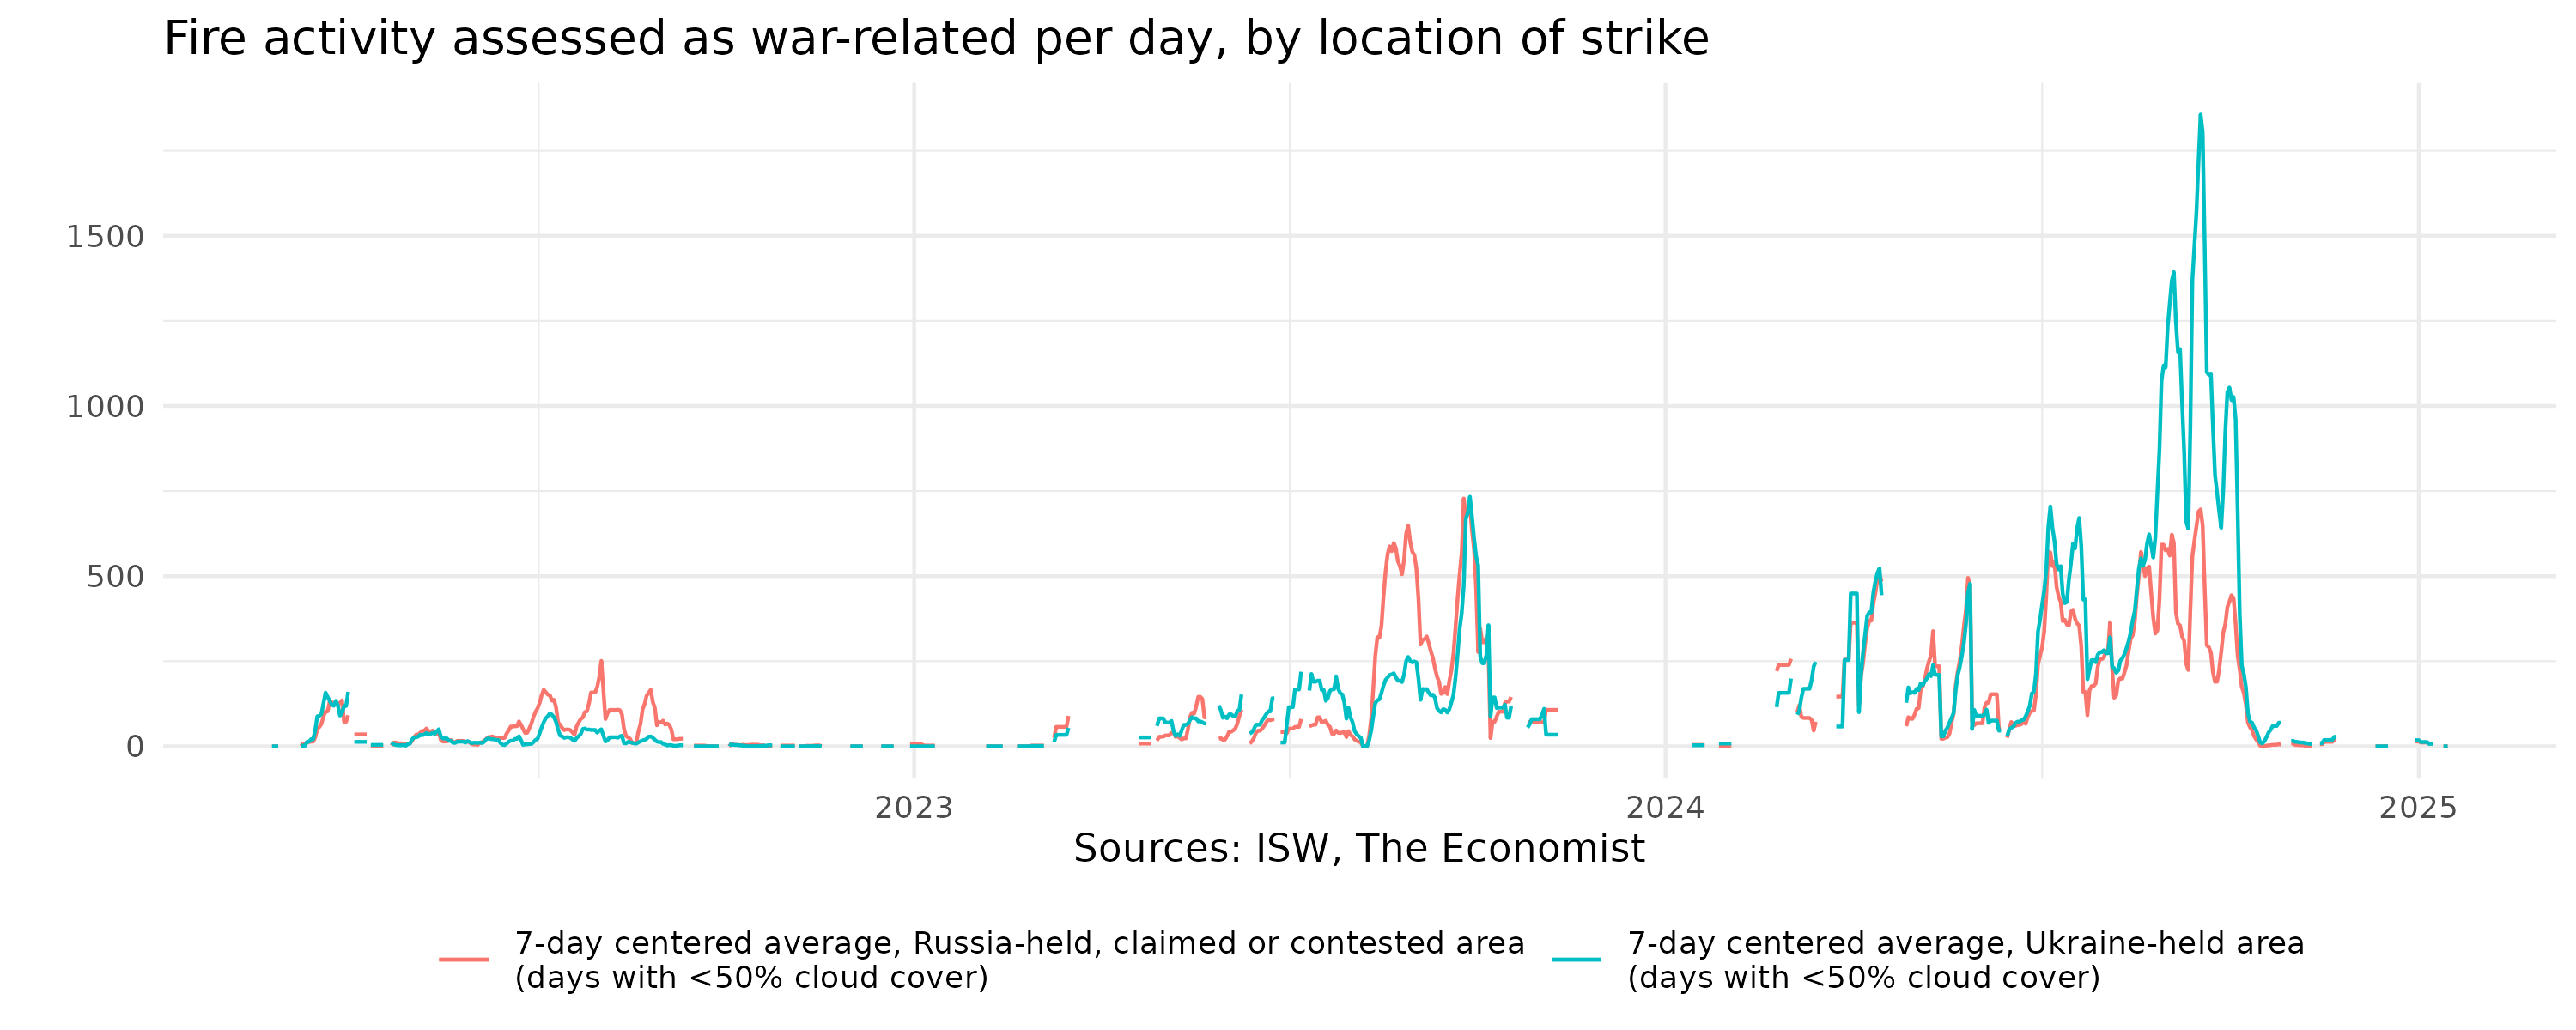 Fire activity assessed as war-related per day, by location of strike
1500
1000
500
0
2023
2024
2025
Sources: ISW, The Economist
7-day centered average, Russia-held, claimed or contested area
(days with <50% cloud cover)
7-day centered average, Ukraine-held area
(days with <50% cloud cover)